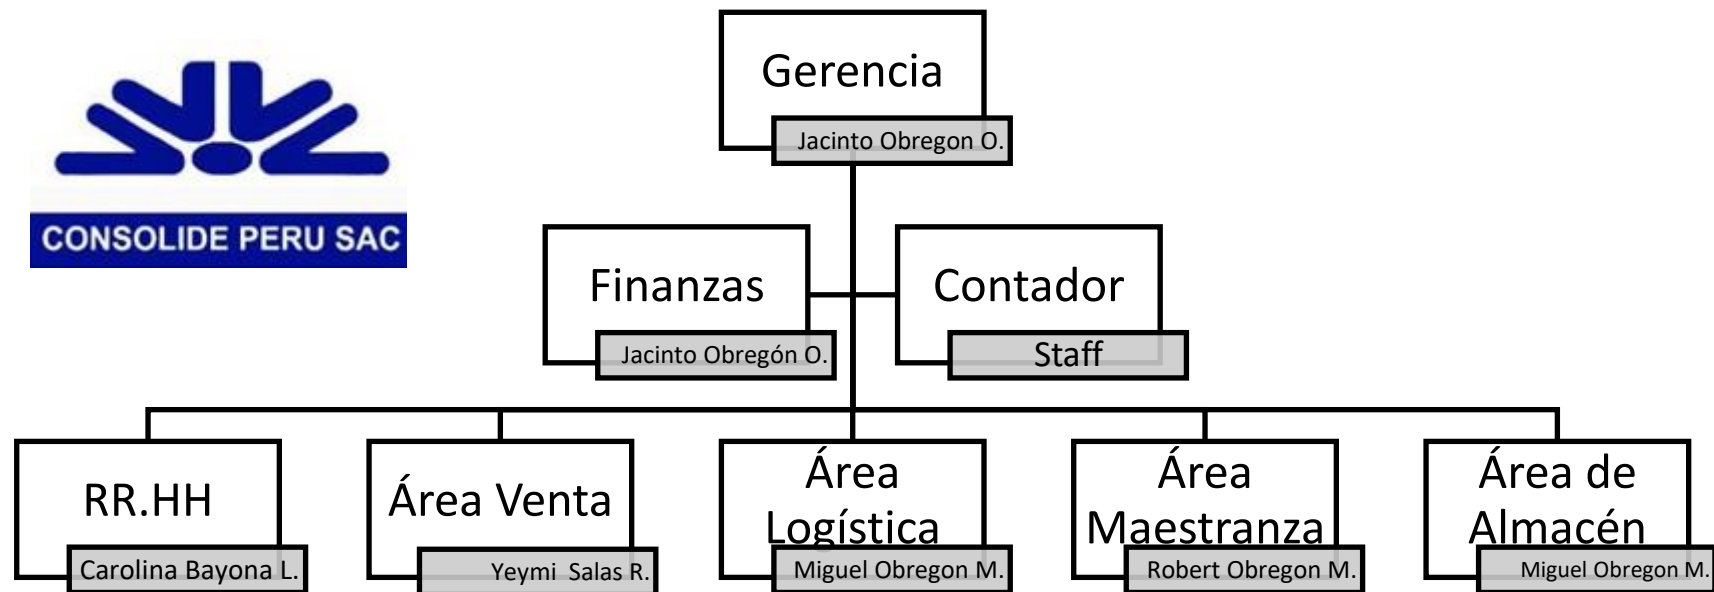 CONSOLIDE PERU SAC
Gerencia
Jacinto Obregon O.
Finanzas
Jacinto Obregón O.
Contador
Staff
RR.HH
Carolina Bayona L.
Área Venta
Yeymi Salas R.
Área
Logística
Miguel Obregon M.
Área
Maestranza
Robert Obregon M.
Área de
Almacén
Miguel Obregon M.